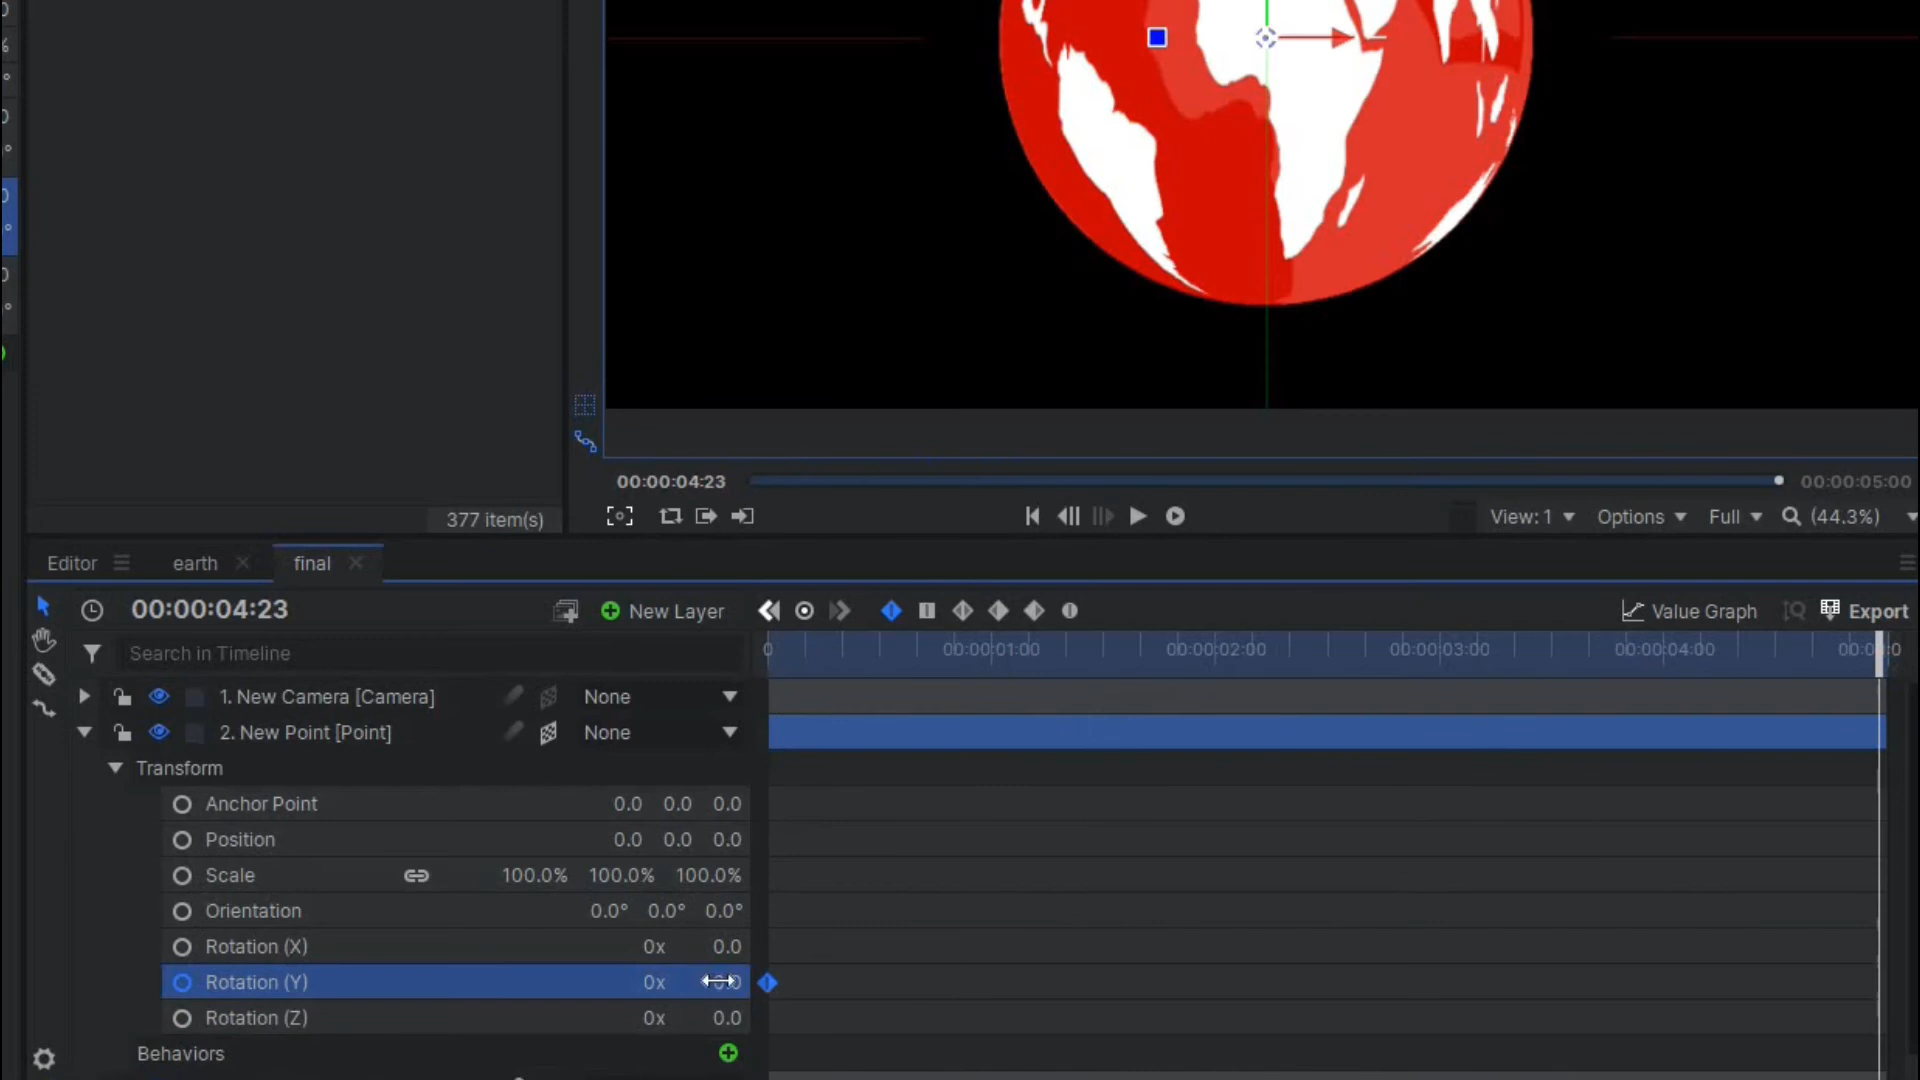 377 item(s)
00:00:04:23
00:00:05:00
View: 1
Options
Full
(44.3%)
Editor
earth
final
00:00:04:23
New Layer
Value Graph
Export
Search in Timeline
0
00:00:01:00
00:00:02:00
00:00:03:00
00:00:04:00
1. New Camera [Camera]
None
2. New Point [Point]
None
Transform
Anchor Point 0.0 0.0 0.0
Position 0.0 0.0 0.0
Scale 100.0% 100.0% 100.0%
Orientation 0.0° 0.0° 0.0°
Rotation (X) 0x 0.0
Rotation (Y) 0x
Rotation (Z) 0x 0.0
Behaviors